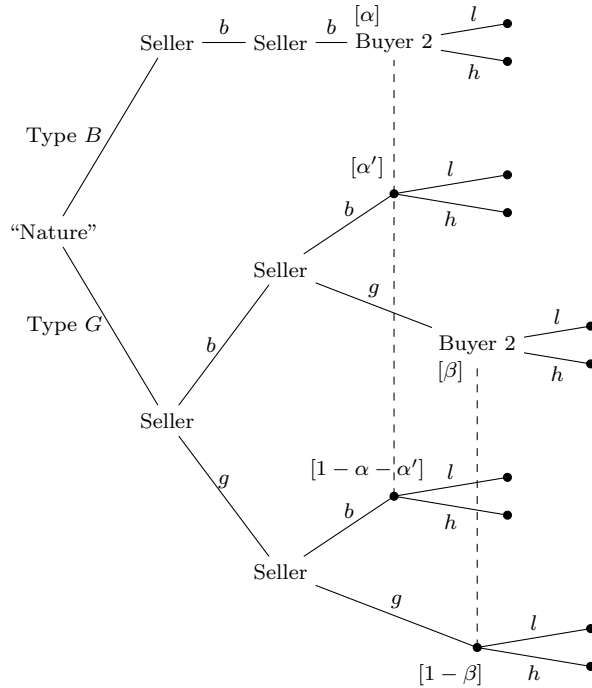 [α] l
Seller b Seller b Buyer 2
h
Type B
[α′] l
b h
“Nature”
Seller
g
Type G l
b Buyer 2
[β] h
Seller
[1 − α − α′] l
g b h
Seller
g
l
[1 − β] h